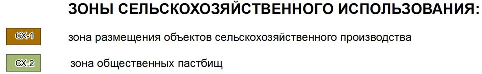 ЗОНЫ СЕЛЬСКОХОЗЯЙСТВЕННОГО ИСПОЛЬЗОВАНИЯ:
СХ-1 зона размещения объектов сельскохозяйственного производства
СХ-2 зона общественных пастбищ